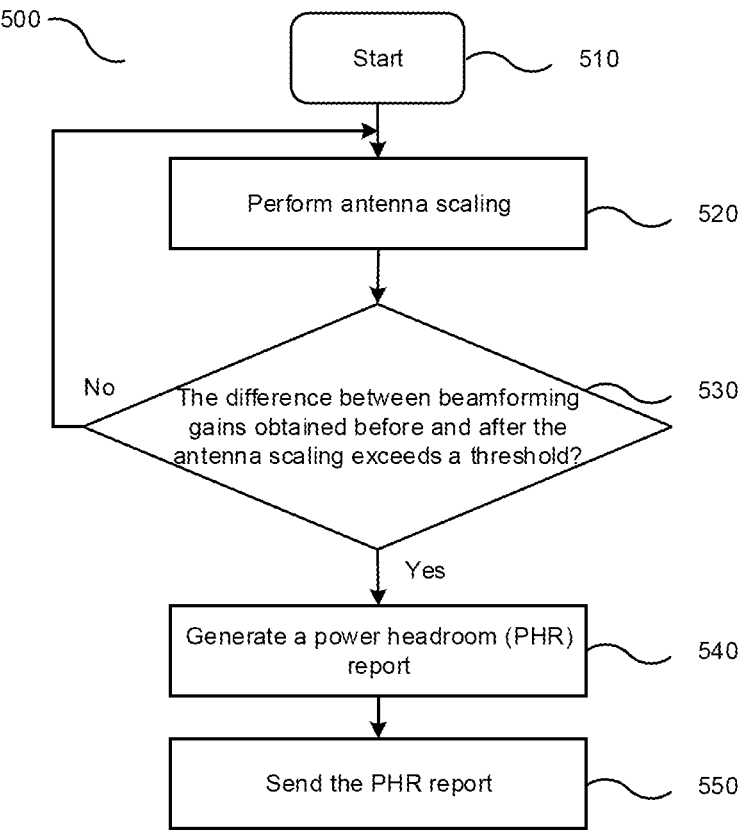 500
Start
510
Perform antenna scaling
520
No
The difference between beamforming
gains obtained before and after the
antenna scaling exceeds a threshold?
530
Yes
Generate a power headroom (PHR)
report
540
Send the PHR report
550